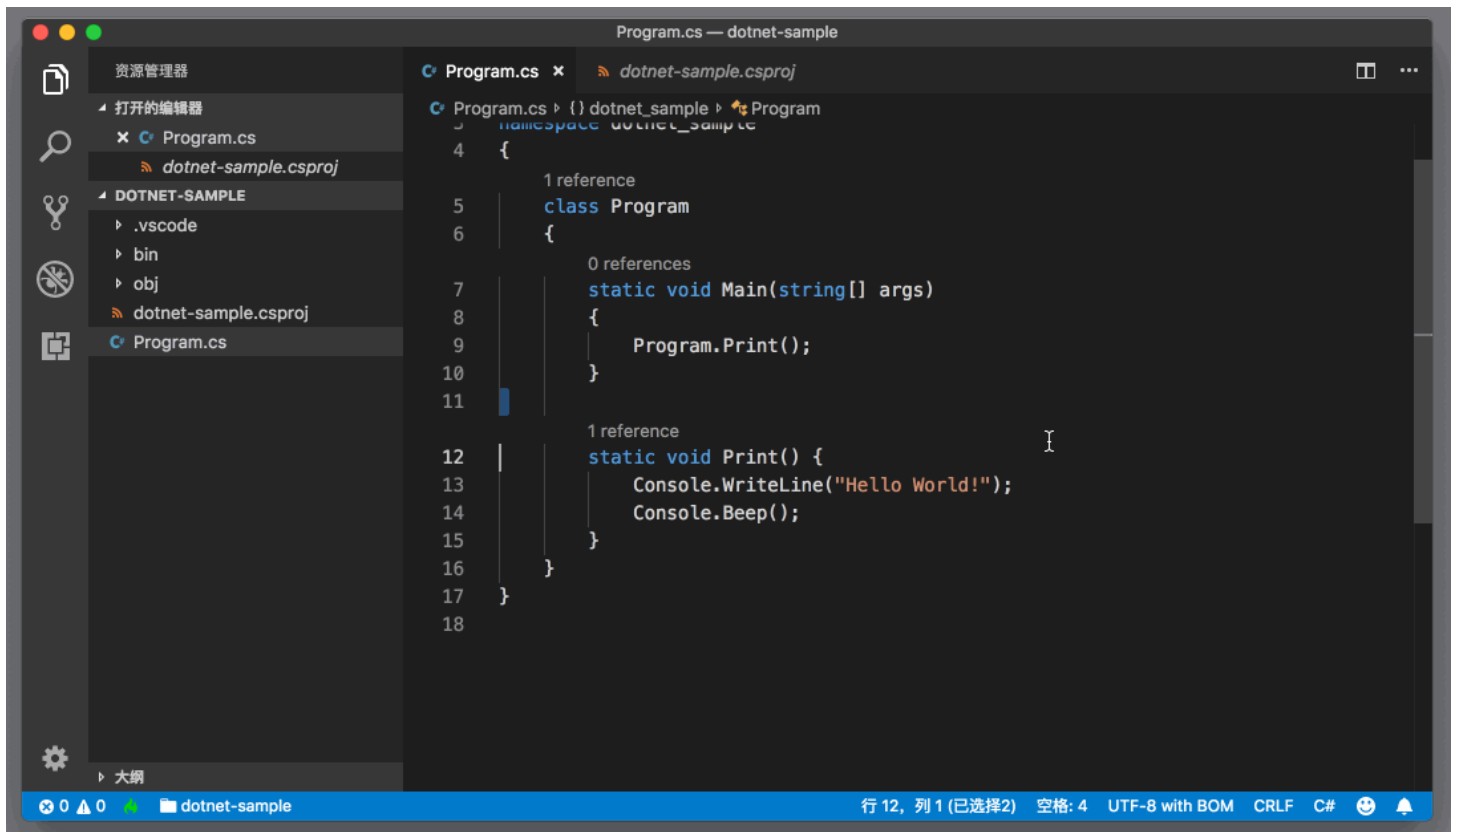 Program.cs — dotnet-sample
资源管理器
打开的编辑器
Program.cs
dotnet-sample.csproj
DOTNET-SAMPLE
.vscode
bin
obj
dotnet-sample.csproj
Program.cs
大纲
Program.cs
dotnet-sample.csproj
Program.cs {} dotnet_sample Program
3 namespace dotnet_sample
4 {
1 reference
5 class Program
6 {
0 references
7 static void Main(string[] args)
8 {
9 Program.Print();
10 }
11
1 reference
12 static void Print() {
13 Console.WriteLine("Hello World!");
14 Console.Beep();
15 }
16 }
17 }
18
0 0 dotnet-sample 行 12，列 1 (已选择2) 空格: 4 UTF-8 with BOM CRLF C#